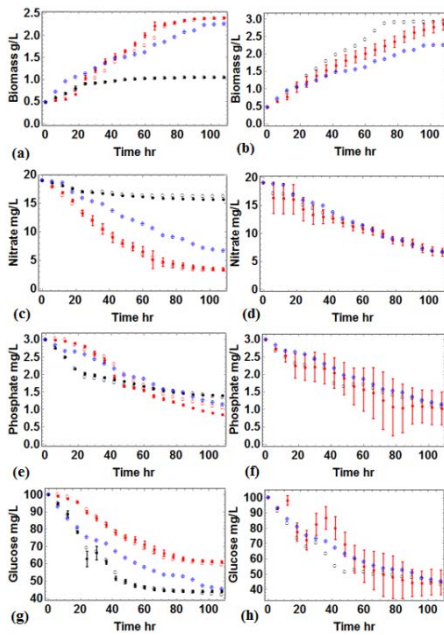 Biomass g/L
2.5
2.0
1.5
1.0
0.5
0.0
0 20 40 60 80 100
(a) Time hr
Biomass g/L
3.0
2.5
2.0
1.5
1.0
0.5
0.0
0 20 40 60 80 100
(b) Time hr
Nitrate mg/L
20
15
10
5
0
0 20 40 60 80 100
(c) Time hr
Nitrate mg/L
20
15
10
5
0
0 20 40 60 80 100
(d) Time hr
Phosphate mg/L
3.0
2.5
2.0
1.5
1.0
0.5
0.0
0 20 40 60 80 100
(e) Time hr
Phosphate mg/L
3.0
2.5
2.0
1.5
1.0
0.5
0.0
0 20 40 60 80 100
(f) Time hr
Glucose mg/L
100
90
80
70
60
50
40
0 20 40 60 80 100
(g) Time hr
Glucose mg/L
100
90
80
70
60
50
40
0 20 40 60 80 100
(h) Time hr